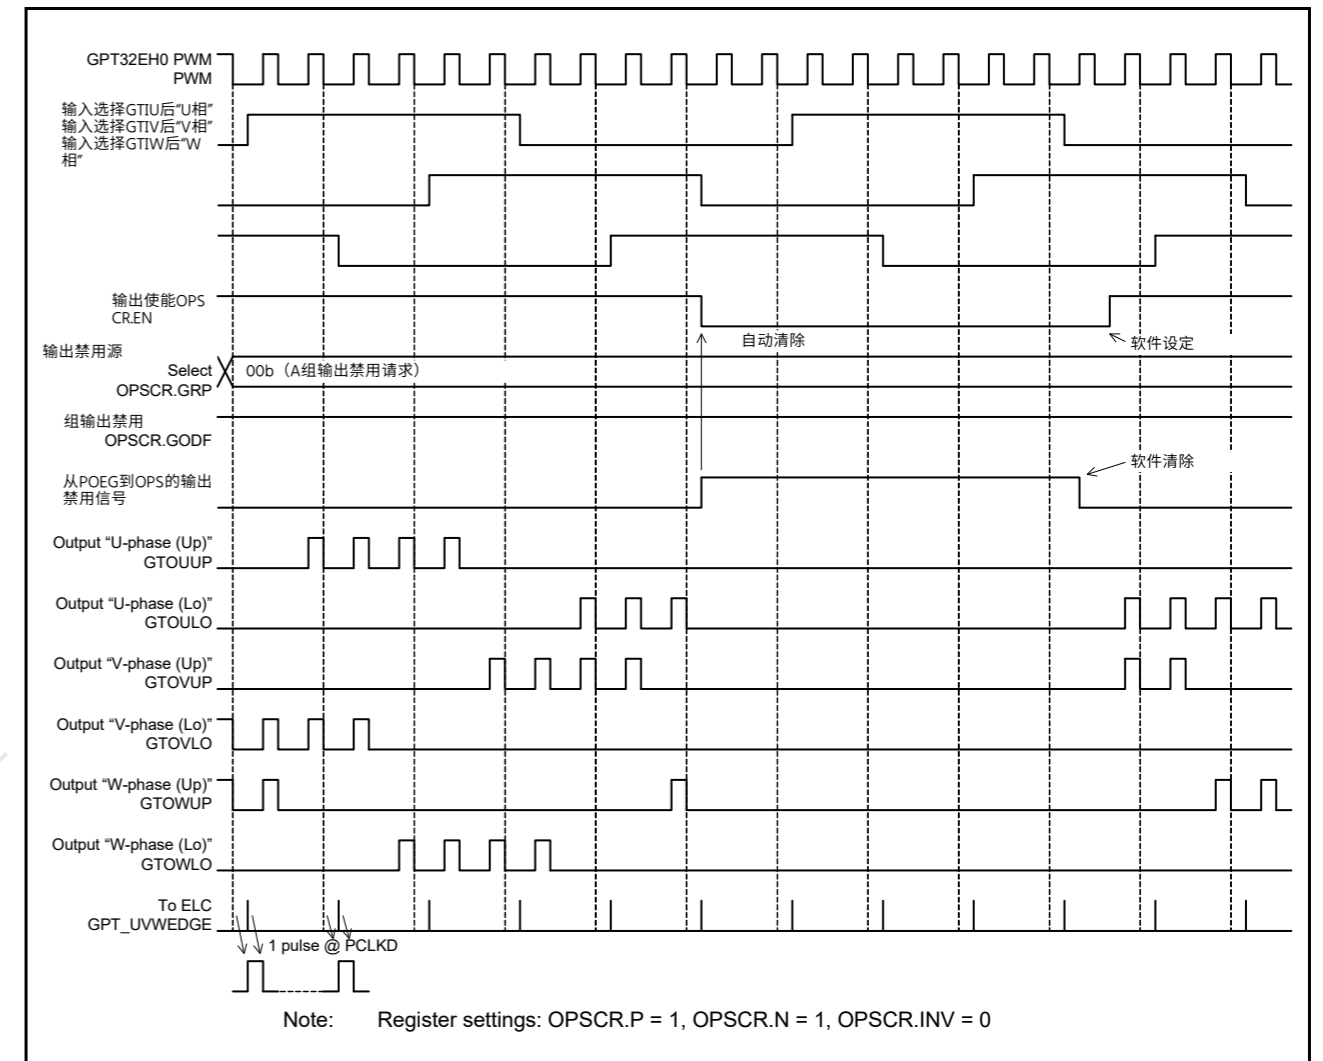 GPT32EH0 PWM
PWM
输入选择GTIU后“U相”
输入选择GTIV后“V相”
输入选择GTIW后“W
相”
输出使能OPS
CR.EN
自动清除
软件设定
输出禁用源
Select
00b（A组输出禁用请求）
OPSCR.GRP
组输出禁用
OPSCR.GODF
软件清除
从POEG到OPS的输出
禁用信号
Output “U-phase (Up)”
GTOUUP
Output “U-phase (Lo)”
GTOULO
Output “V-phase (Up)”
GTOVUP
Output “V-phase (Lo)”
GTOVLO
Output “W-phase (Up)”
GTOWUP
Output “W-phase (Lo)”
GTOWLO
To ELC
GPT_UVWEDGE
1 pulse @ PCLKD
Note: Register settings: OPSCR.P = 1, OPSCR.N = 1, OPSCR.INV = 0